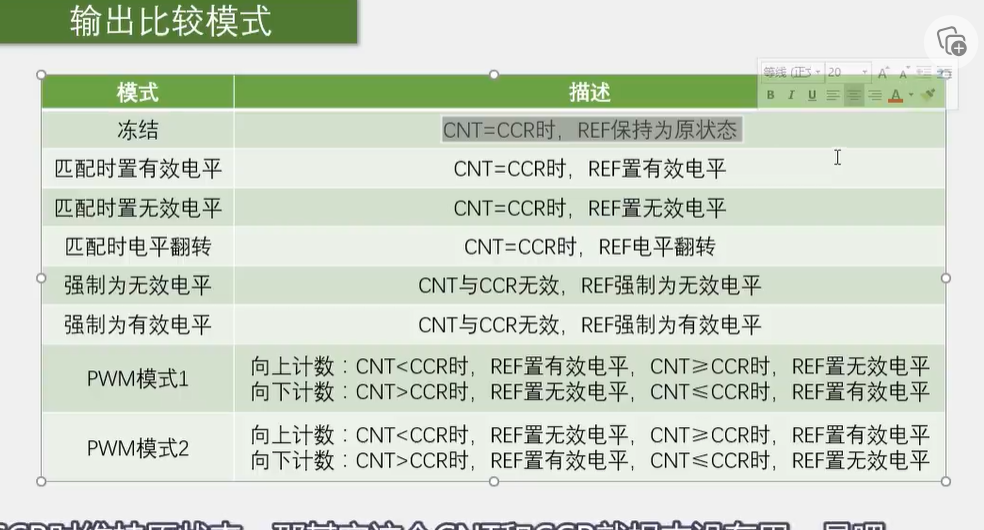 输出比较模式
等线 (正文 20 A A
B I U A
模式 描述
冻结 CNT=CCR时，REF保持为原状态
匹配时置有效电平 CNT=CCR时，REF置有效电平
匹配时置无效电平 CNT=CCR时，REF置无效电平
匹配时电平翻转 CNT=CCR时，REF电平翻转
强制为无效电平 CNT与CCR无效，REF强制为无效电平
强制为有效电平 CNT与CCR无效，REF强制为有效电平
PWM模式1
向上计数：CNT<CCR时，REF置有效电平，CNT≥CCR时，REF置无效电平
向下计数：CNT>CCR时，REF置无效电平，CNT≤CCR时，REF置有效电平
PWM模式2
向上计数：CNT<CCR时，REF置无效电平，CNT≥CCR时，REF置有效电平
向下计数：CNT>CCR时，REF置有效电平，CNT≤CCR时，REF置无效电平